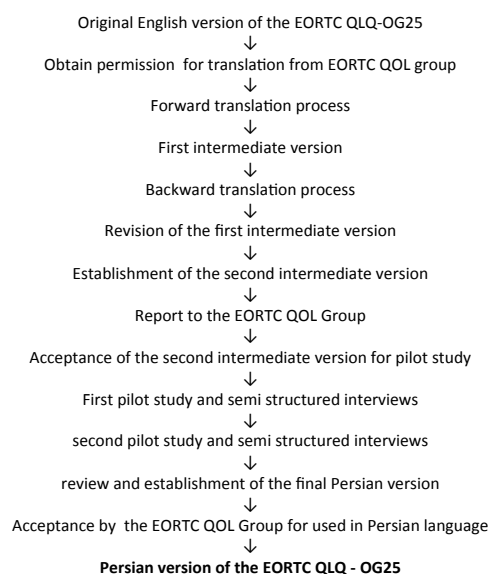 Original English version of the EORTC QLQ-OG25
↓
Obtain permission for translation from EORTC QOL group
↓
Forward translation process
↓
First intermediate version
↓
Backward translation process
↓
Revision of the first intermediate version
↓
Establishment of the second intermediate version
↓
Report to the EORTC QOL Group
↓
Acceptance of the second intermediate version for pilot study
↓
First pilot study and semi structured interviews
↓
second pilot study and semi structured interviews
↓
review and establishment of the final Persian version
↓
Acceptance by the EORTC QOL Group for used in Persian language
↓
Persian version of the EORTC QLQ - OG25